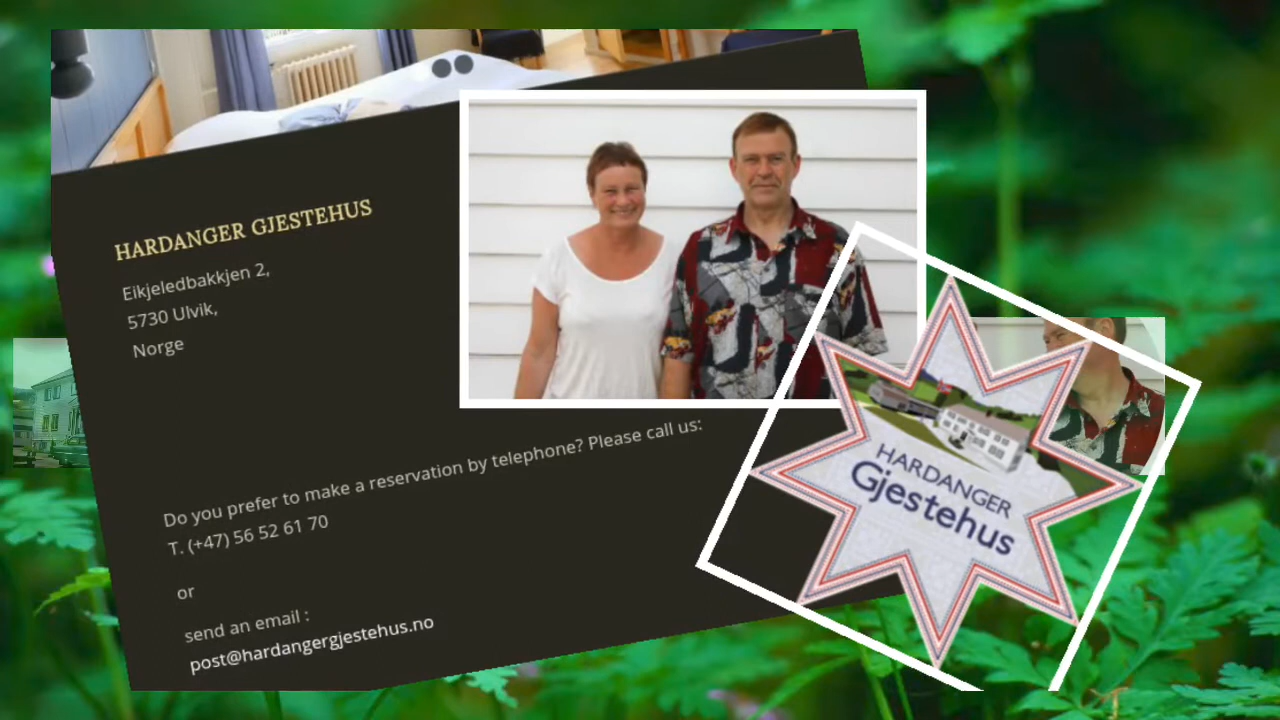 HARDANGER GJESTEHUS
Eikjeledbakkjen 2,
5730 Ulvik,
Norge
Do you prefer to make a reservation by telephone? Please call us:
T. (+47) 56 52 61 70
or
send an email :
post@hardangergjestehus.no
HARDANGER
Gjestehus